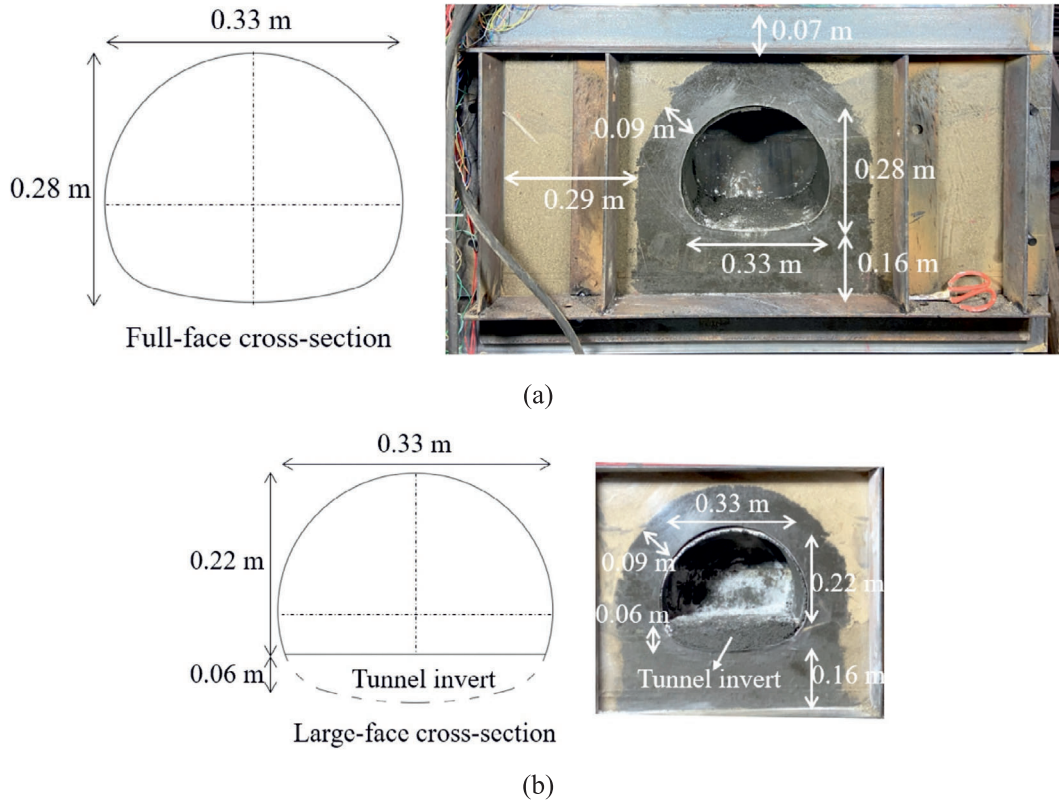 0.33 m
0.28 m
Full-face cross-section
0.07 m
0.09 m
0.29 m
0.28 m
0.33 m
0.16 m
(a)
0.33 m
0.22 m
0.06 m
Tunnel invert
Large-face cross-section
0.33 m
0.09 m
0.22 m
0.06 m
Tunnel invert
0.16 m
(b)